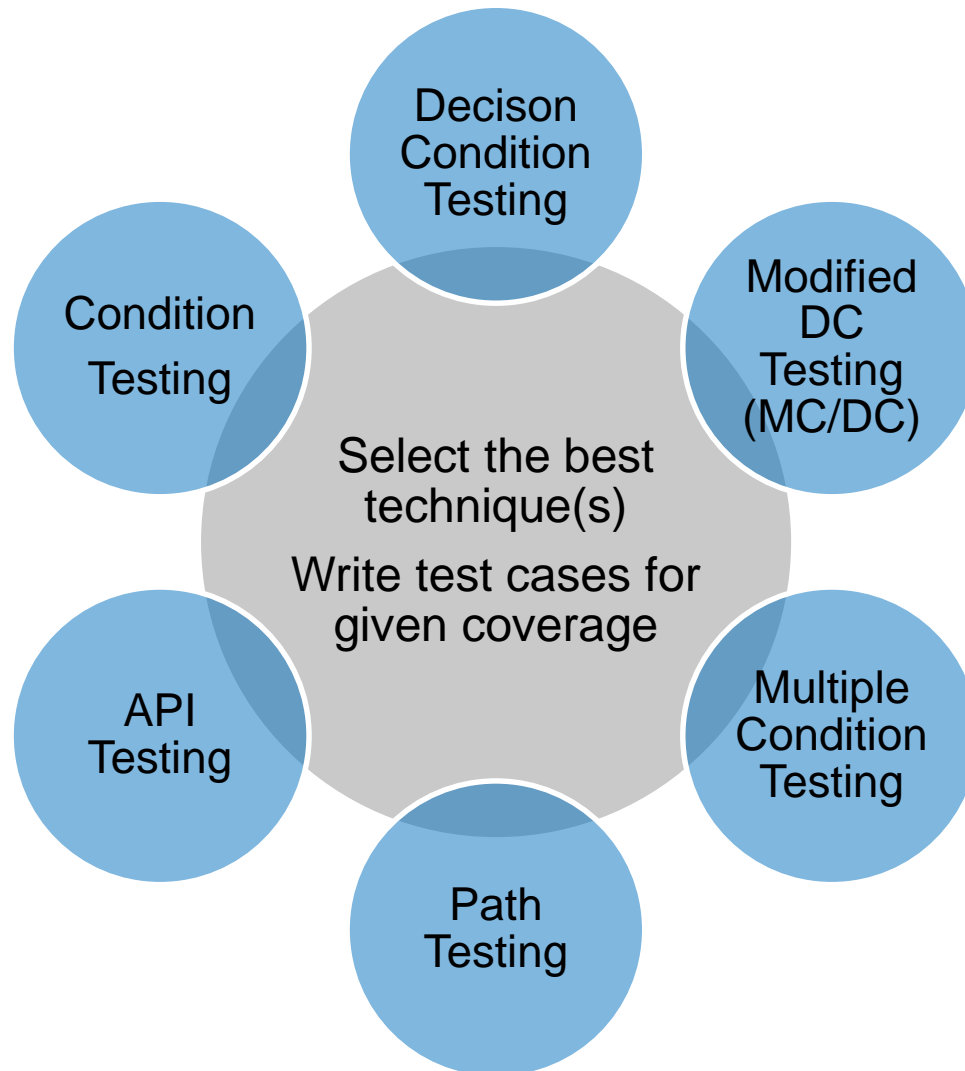 Decison
Condition
Testing
Modified
DC
Testing
(MC/DC)
Condition
Testing
Select the best
technique(s)
Write test cases for
given coverage
API
Testing
Multiple
Condition
Testing
Path
Testing